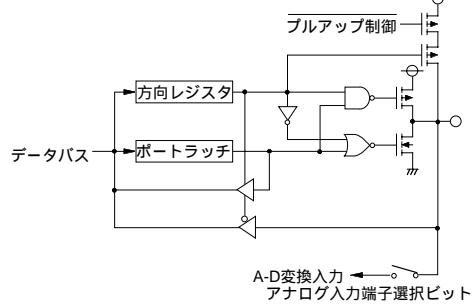 プルアップ制御
方向レジスタ
データバス
ポートラッチ
A-D変換入力
アナログ入力端子選択ビット